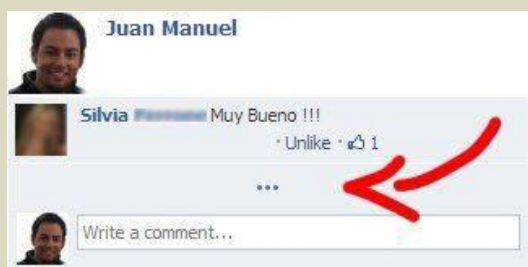 Juan Manuel
Silvia Muy Bueno !!!
· Unlike · 1
...
Write a comment...